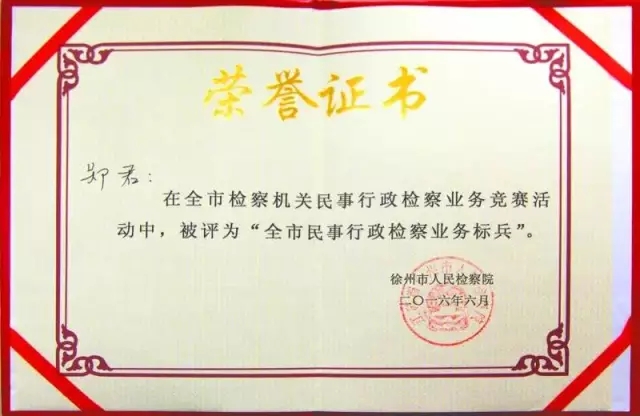 荣誉证书
郑君：
在全市检察机关民事行政检察业务竞赛活
动中，被评为“全市民事行政检察业务标兵”。
徐州市人民检察院
二〇一六年六月